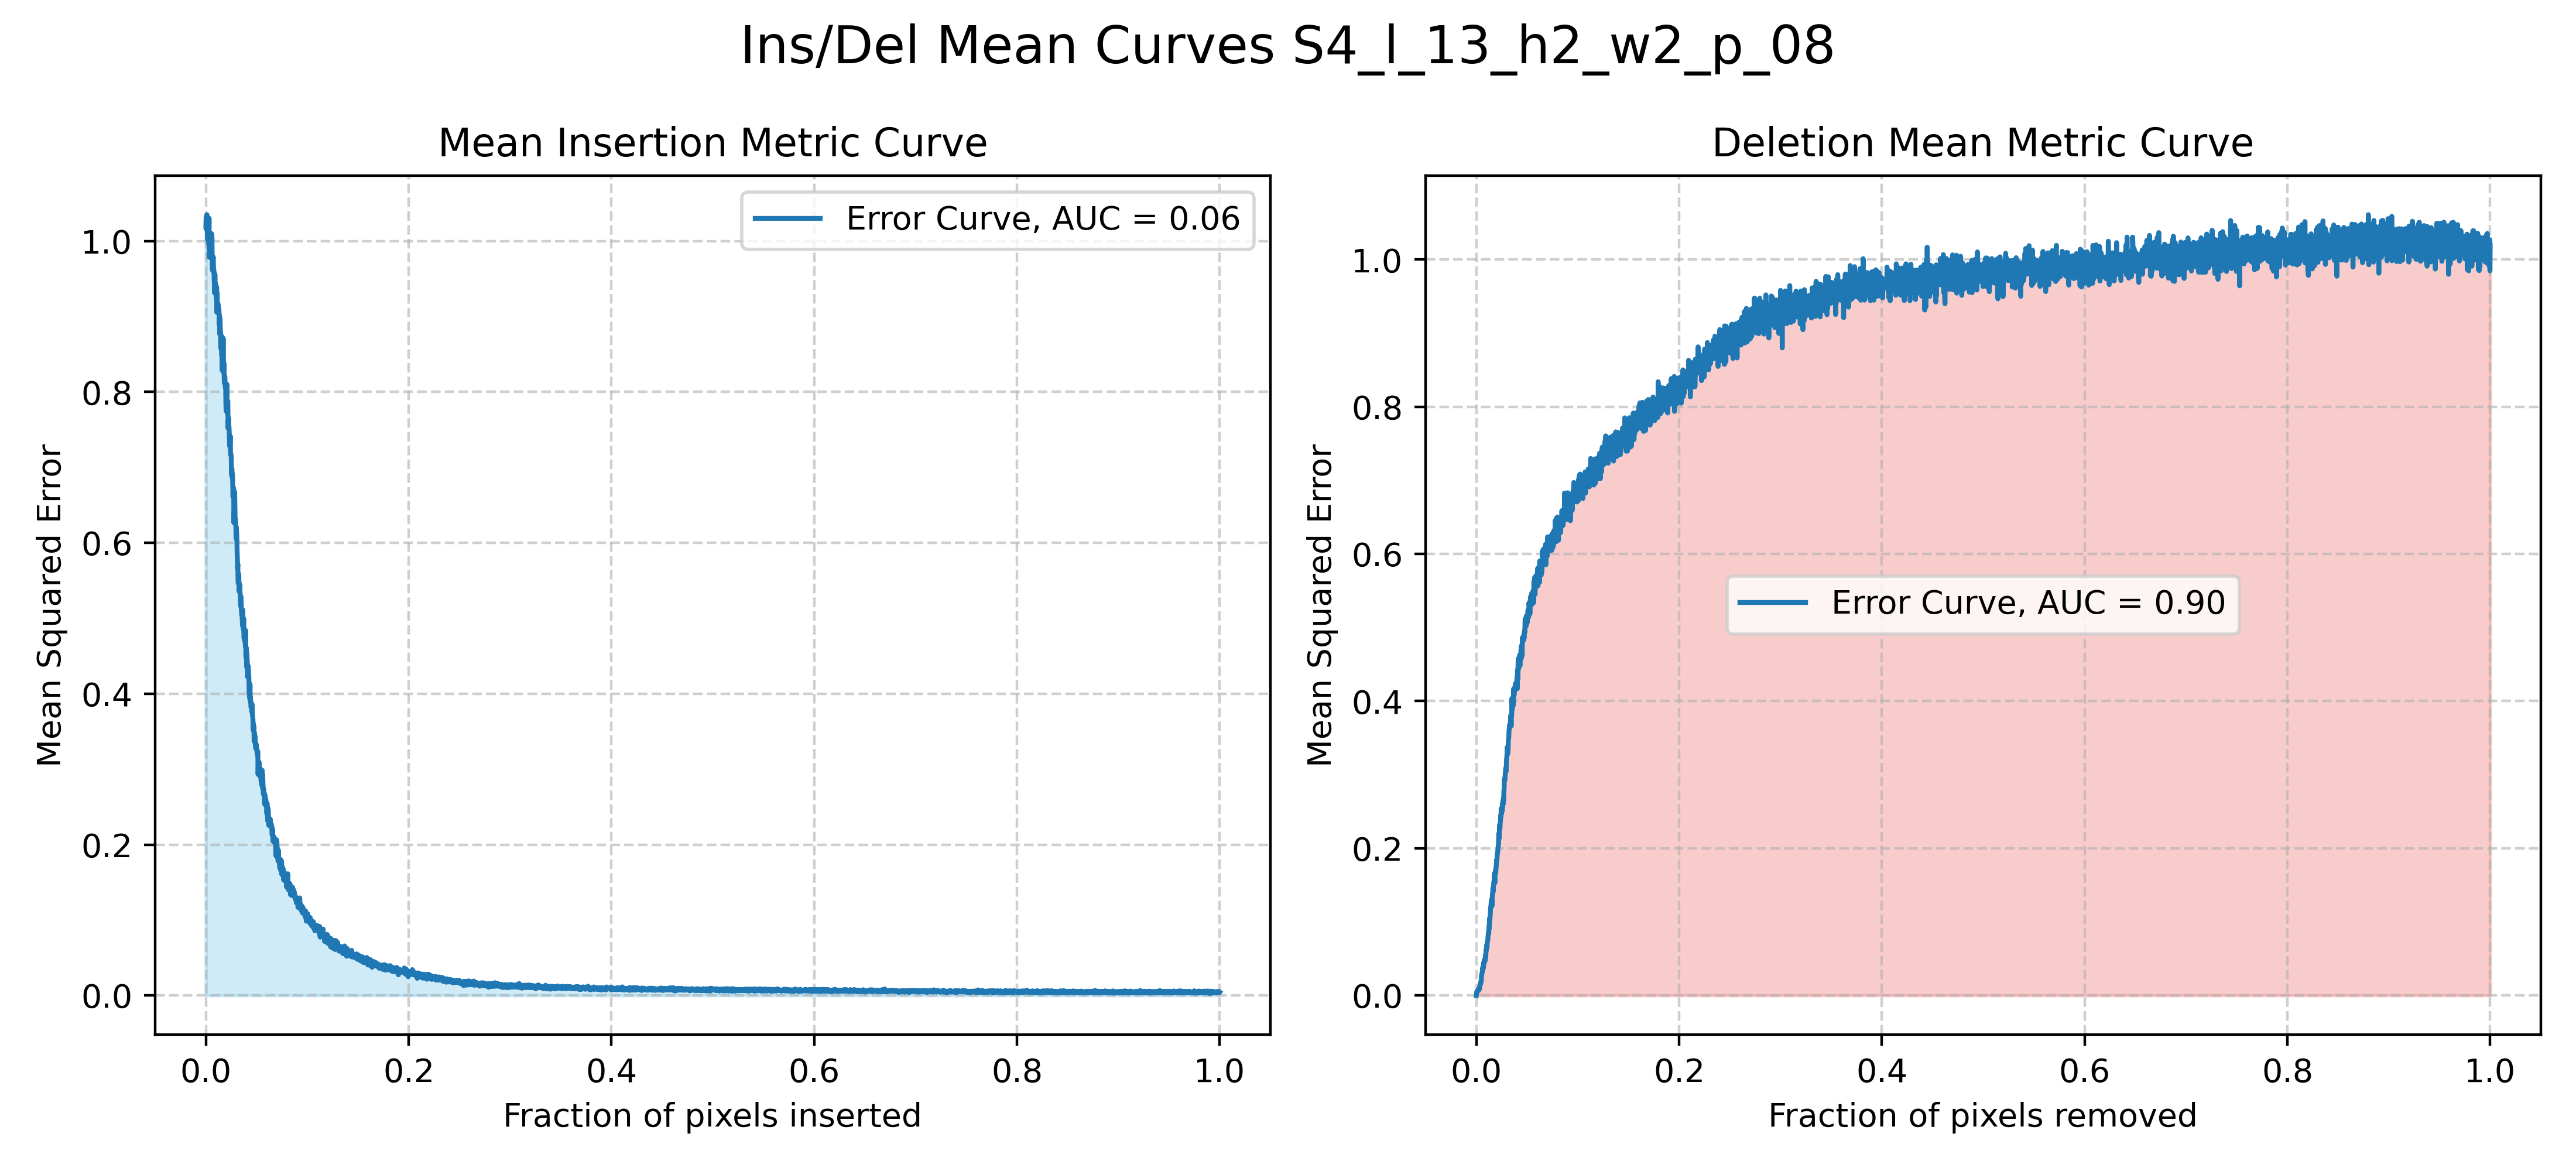 Ins/Del Mean Curves S4_l_13_h2_w2_p_08
Mean Insertion Metric Curve
Error Curve, AUC = 0.06
Mean Squared Error
1.0
0.8
0.6
0.4
0.2
0.0
0.0 0.2 0.4 0.6 0.8 1.0
Fraction of pixels inserted
Deletion Mean Metric Curve
Error Curve, AUC = 0.90
Mean Squared Error
1.0
0.8
0.6
0.4
0.2
0.0
0.0 0.2 0.4 0.6 0.8 1.0
Fraction of pixels removed